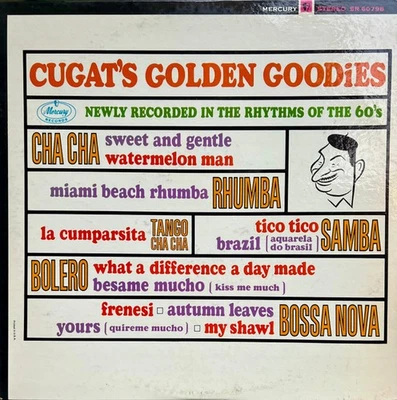 MERCURY STEREO SR 60798
CUGAT'S GOLDEN GOODiES
Mercury RECORDS NEWLY RECORDED IN THE RHYTHMS OF THE 60's
CHA CHA sweet and gentle
watermelon man
miami beach rhumba RHUMBA
la cumparsita TANGO CHA CHA
tico tico SAMBA
brazil (aquarela do brasil)
BOLERO what a difference a day made
besame mucho (kiss me much)
frenesi □ autumn leaves BOSSA NOVA
yours (quireme mucho) □ my shawl